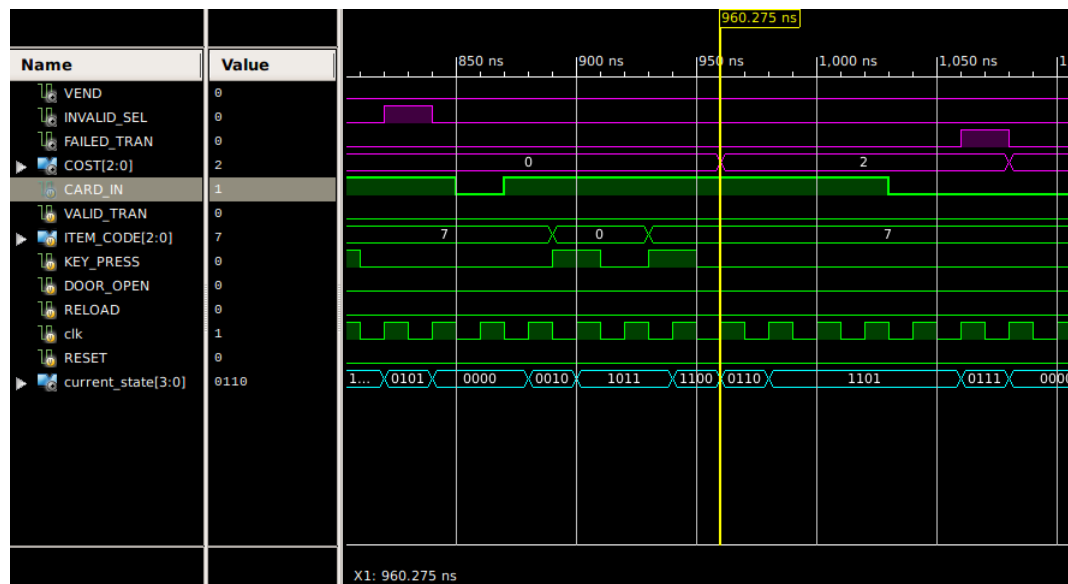 960.275 ns
Name Value
850 ns 900 ns 950 ns 1,000 ns 1,050 ns 1
VEND 0
INVALID_SEL 0
FAILED_TRAN 0
COST[2:0] 2 0 2
CARD_IN 1
VALID_TRAN 0
ITEM_CODE[2:0] 7 7 0 7
KEY_PRESS 0
DOOR_OPEN 0
RELOAD 0
clk 1
RESET 0
current_state[3:0] 0110 1... 0101 0000 0010 1011 1100 0110 1101 0111 000
X1: 960.275 ns